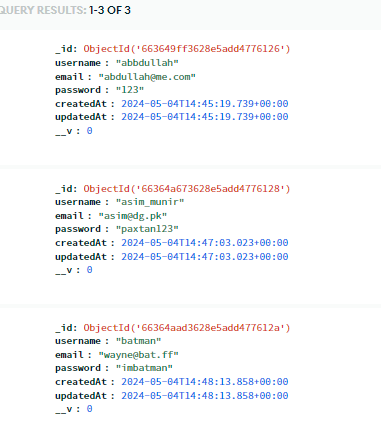 QUERY RESULTS: 1-3 OF 3
_id: ObjectId('663649ff3628e5add4776126')
username : "abbdullah"
email : "abdullah@me.com"
password : "123"
createdAt : 2024-05-04T14:45:19.739+00:00
updatedAt : 2024-05-04T14:45:19.739+00:00
__v : 0
_id: ObjectId('66364a673628e5add4776128')
username : "asim_munir"
email : "asim@dg.pk"
password : "paxtan123"
createdAt : 2024-05-04T14:47:03.023+00:00
updatedAt : 2024-05-04T14:47:03.023+00:00
__v : 0
_id: ObjectId('66364aad3628e5add477612a')
username : "batman"
email : "wayne@bat.ff"
password : "imbatman"
createdAt : 2024-05-04T14:48:13.858+00:00
updatedAt : 2024-05-04T14:48:13.858+00:00
__v : 0